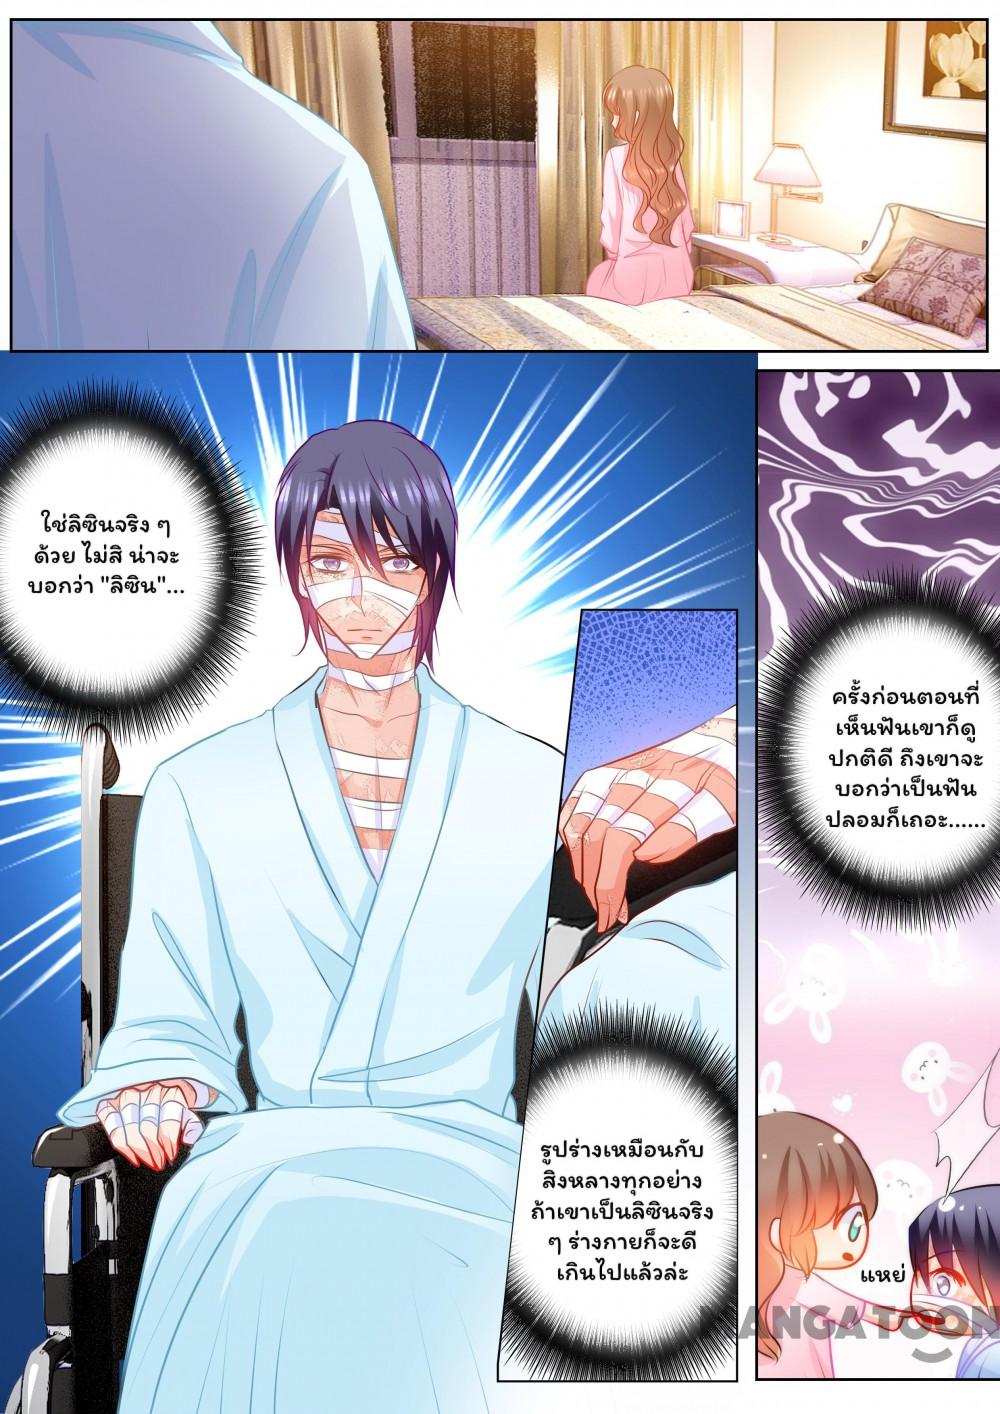 ใช่ลิซินจริง ๆ
ด้วย ไม่สิ น่าจะ
บอกว่า "ลิซิน"...
ครั้งก่อนตอนที่
เห็นฟันเขาก็ดู
ปกติดี ถึงเขาจะ
บอกว่าเป็นฟัน
ปลอมก็เถอะ......
รูปร่างเหมือนกับ
สิงหลางทุกอย่าง
ถ้าเขาเป็นลิซินจริง
ๆ ร่างกายก็จะดี
เกินไปแล้วล่ะ
แหย่
MANGATOON